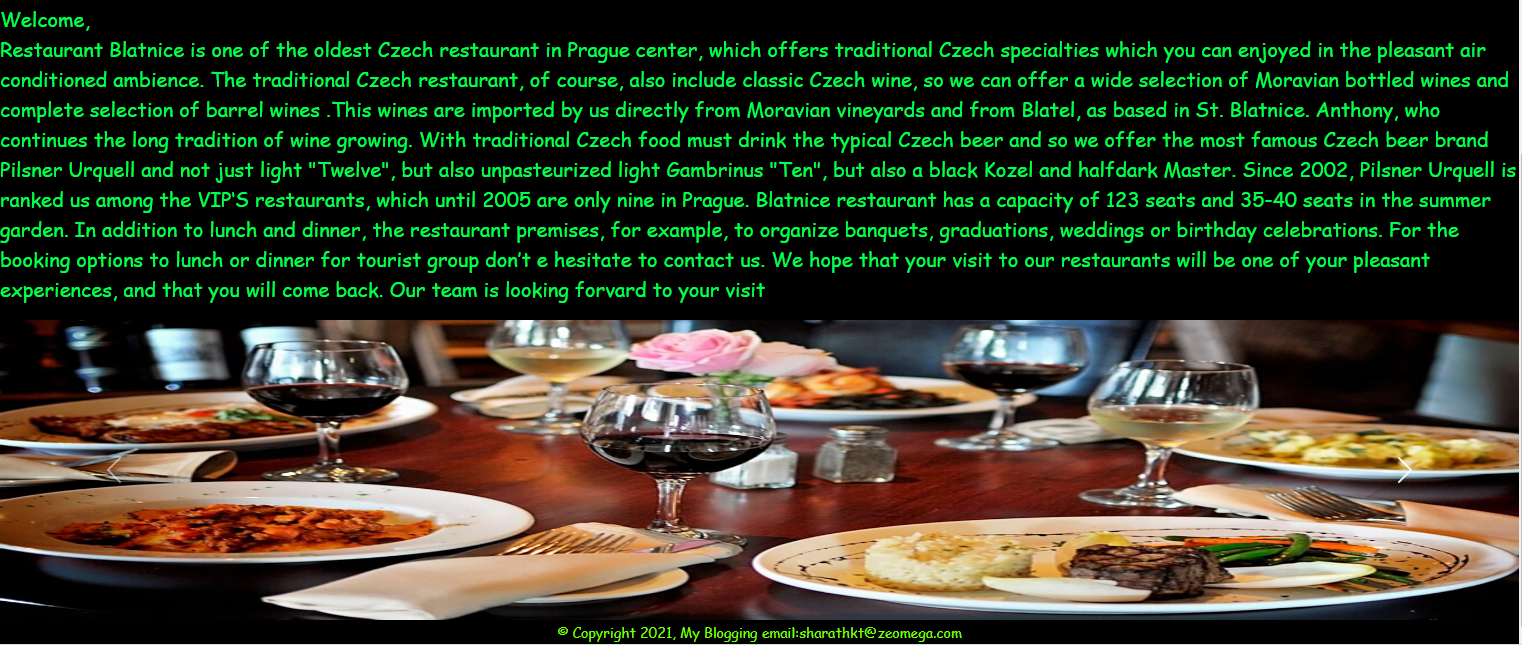 Welcome,
Restaurant Blatnice is one of the oldest Czech restaurant in Prague center, which offers traditional Czech specialties which you can enjoyed in the pleasant air
conditioned ambience. The traditional Czech restaurant, of course, also include classic Czech wine, so we can offer a wide selection of Moravian bottled wines and
complete selection of barrel wines .This wines are imported by us directly from Moravian vineyards and from Blatel, as based in St. Blatnice. Anthony, who
continues the long tradition of wine growing. With traditional Czech food must drink the typical Czech beer and so we offer the most famous Czech beer brand
Pilsner Urquell and not just light "Twelve", but also unpasteurized light Gambrinus "Ten", but also a black Kozel and halfdark Master. Since 2002, Pilsner Urquell is
ranked us among the VIP'S restaurants, which until 2005 are only nine in Prague. Blatnice restaurant has a capacity of 123 seats and 35-40 seats in the summer
garden. In addition to lunch and dinner, the restaurant premises, for example, to organize banquets, graduations, weddings or birthday celebrations. For the
booking options to lunch or dinner for tourist group don't e hesitate to contact us. We hope that your visit to our restaurants will be one of your pleasant
experiences, and that you will come back. Our team is looking forvard to your visit
© Copyright 2021, My Blogging email:sharathkt@zeomega.com